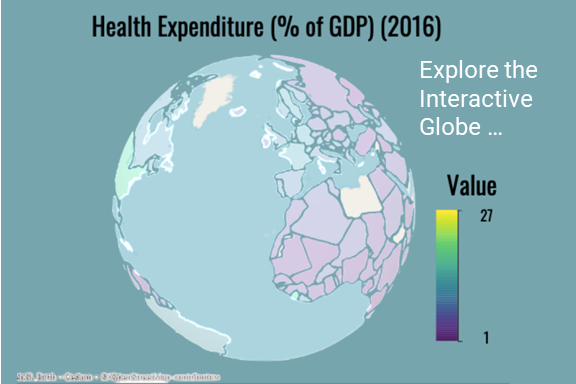 Health Expenditure (% of GDP) (2016)
Explore the
Interactive
Globe ...
Value
27
1